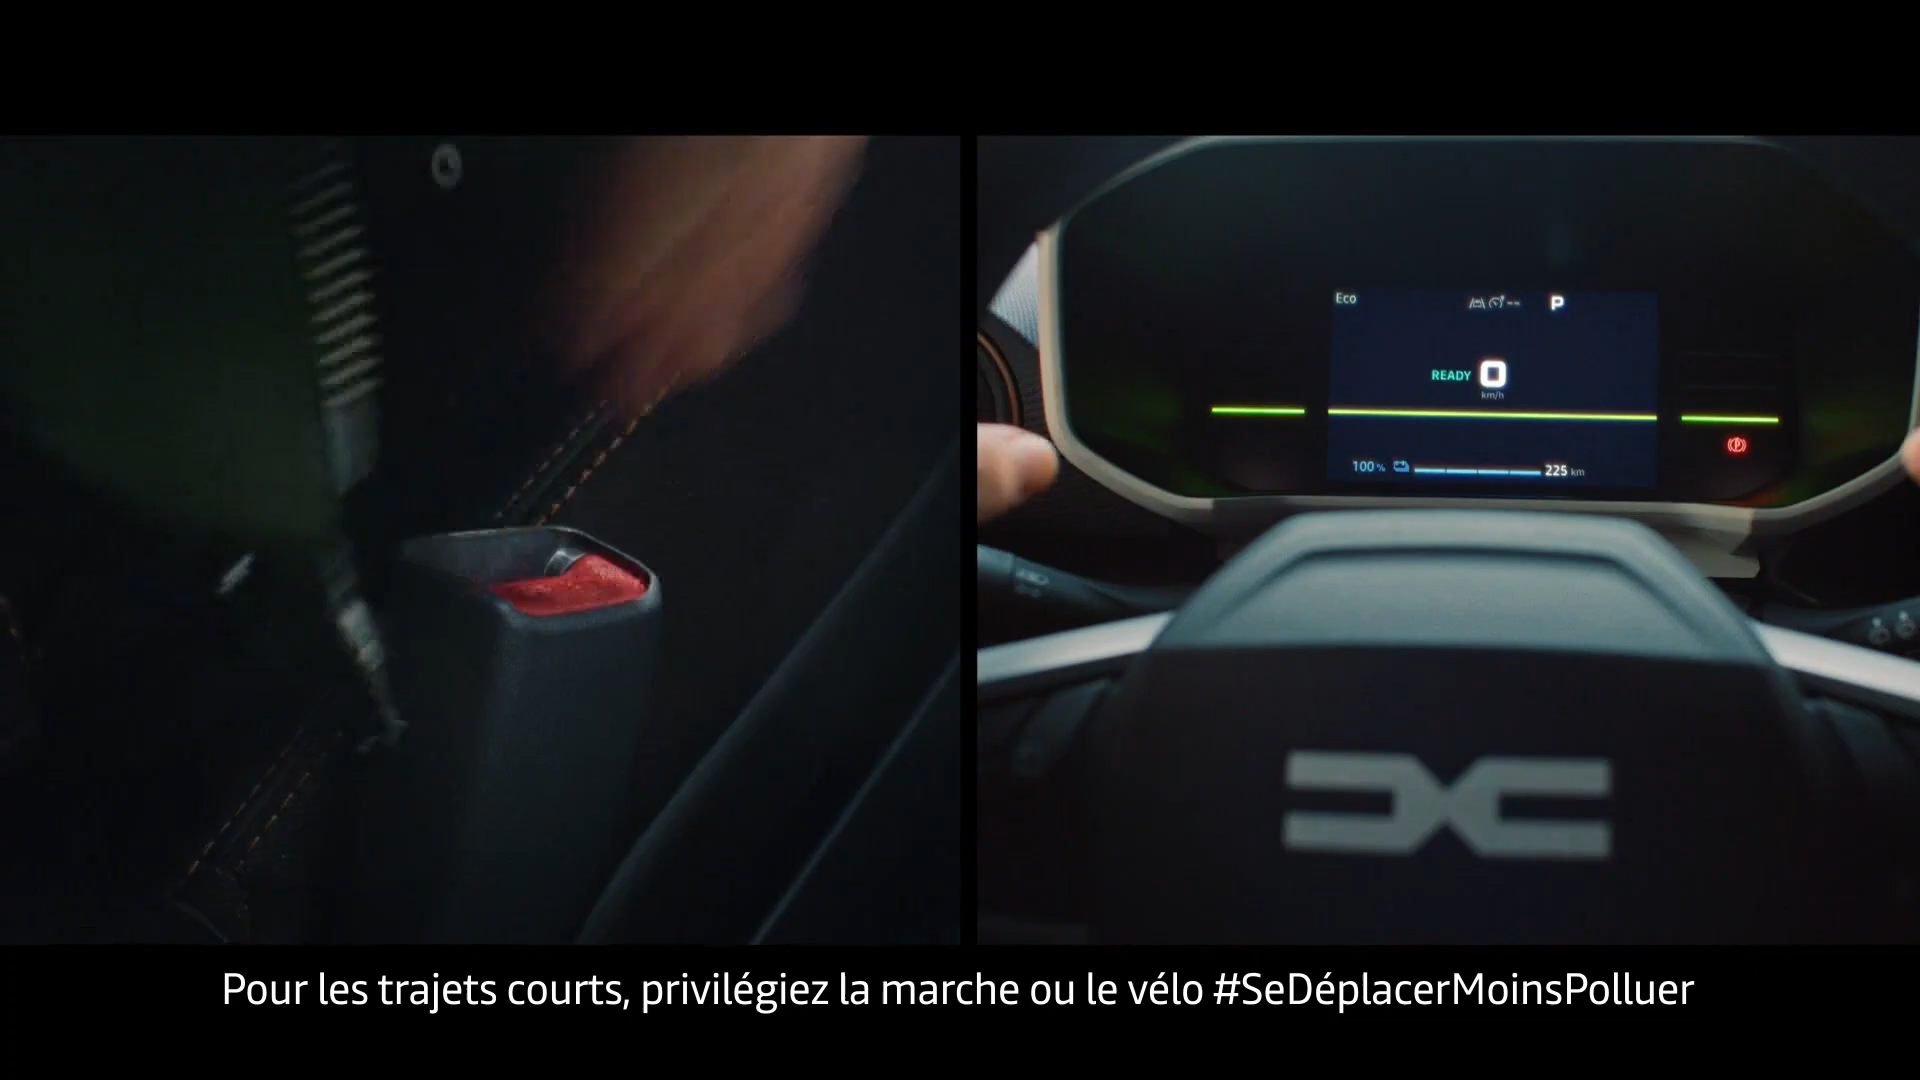 Eco
P
READY 0
km/h
100 % 225 km
Pour les trajets courts, privilégiez la marche ou le vélo #SeDéplacerMoinsPolluer